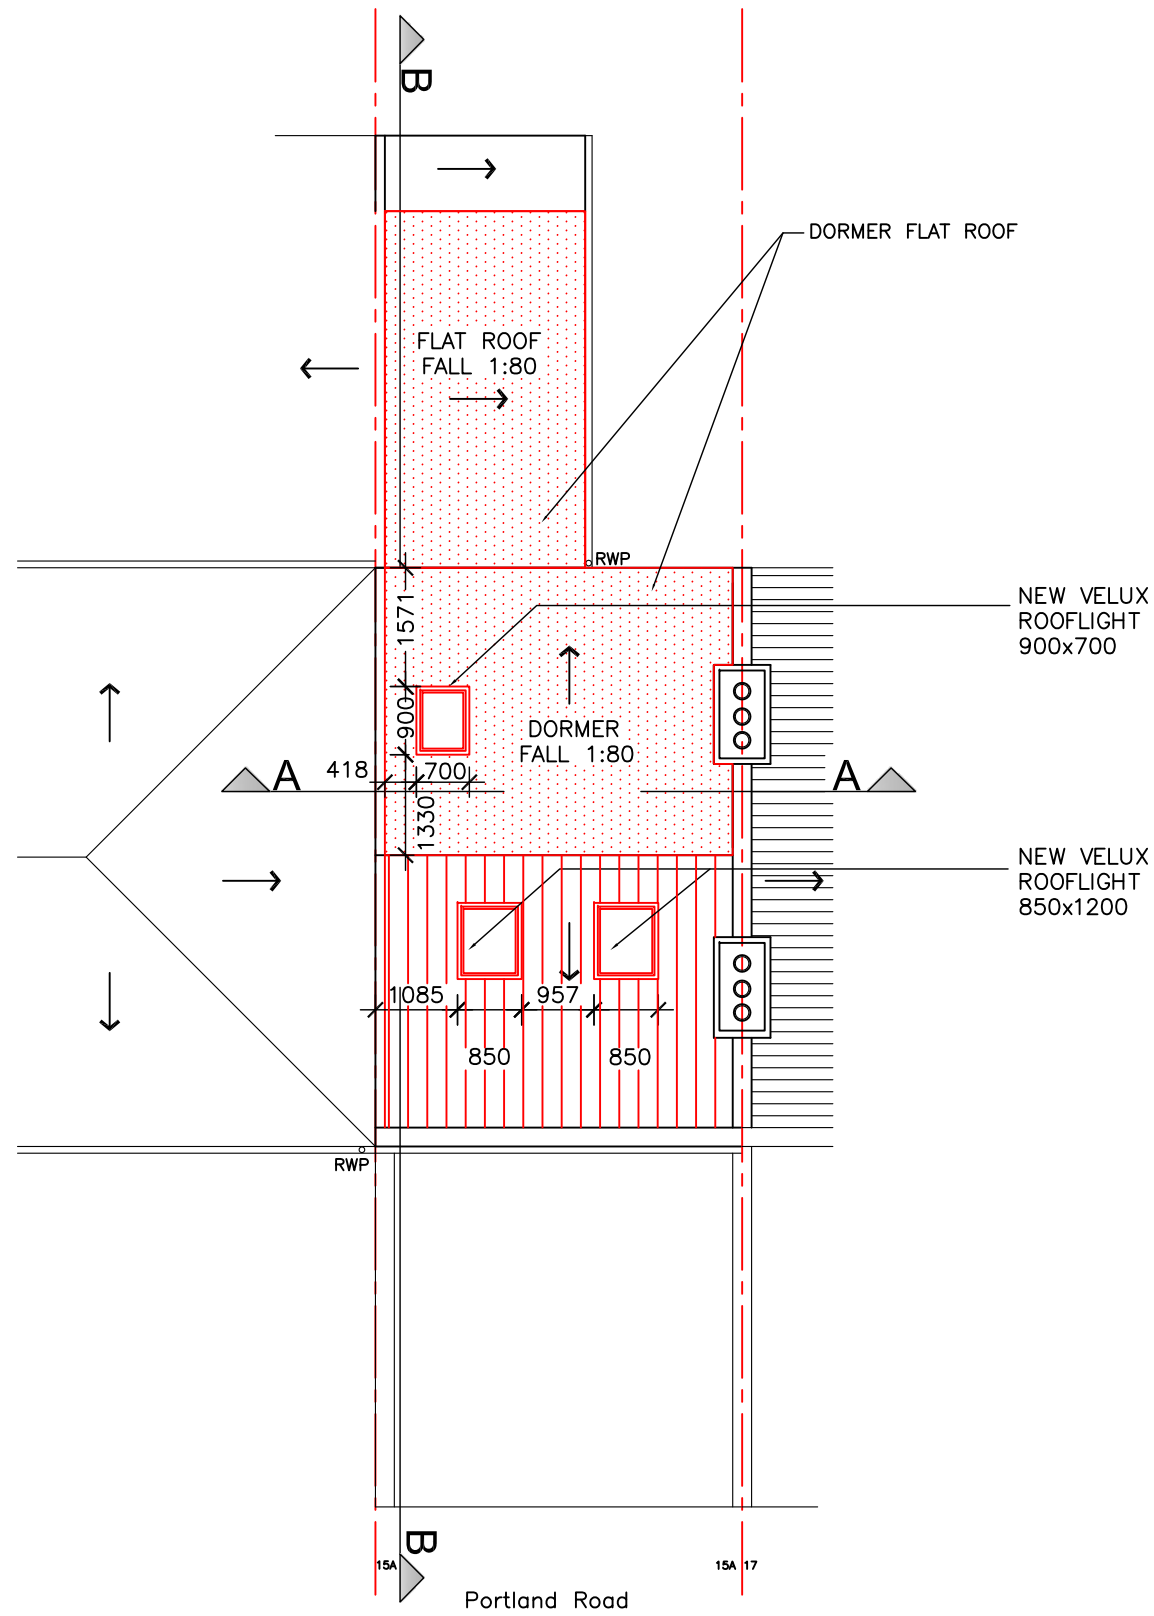 B
DORMER FLAT ROOF
FLAT ROOF
FALL 1:80
RWP
1571
NEW VELUX
ROOFLIGHT
900x700
900
DORMER
FALL 1:80
418
700
A
A
1330
NEW VELUX
ROOFLIGHT
850x1200
1085
957
850
850
RWP
B
15A
15A
17
Portland Road